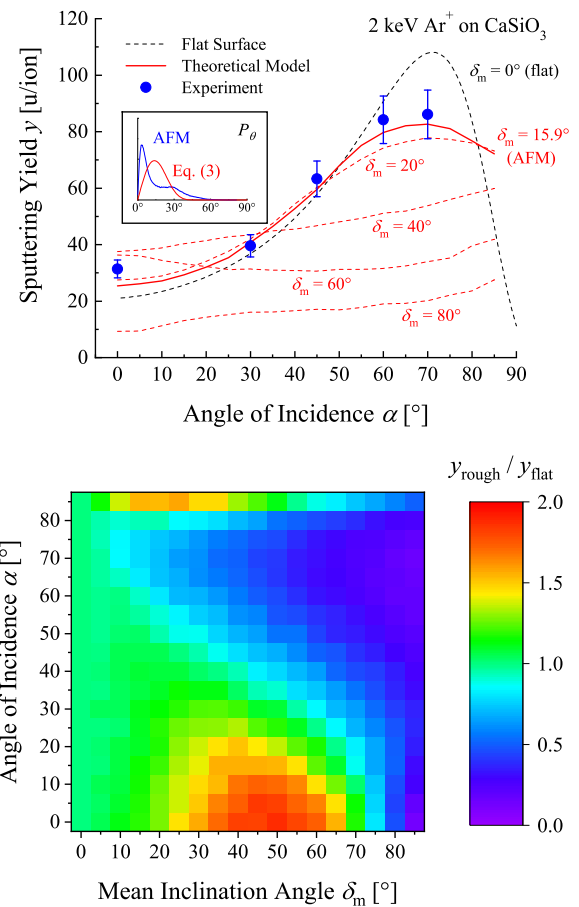 2 keV Ar⁺ on CaSiO₃
Flat Surface
Theoretical Model
Experiment
δₘ = 0° (flat)
δₘ = 15.9°
(AFM)
δₘ = 20°
δₘ = 40°
δₘ = 60°
δₘ = 80°
AFM
P_θ
Eq. (3)
0° 30° 60° 90°
Sputtering Yield y [u/ion]
120
100
80
60
40
20
0
0 10 20 30 40 50 60 70 80 90
Angle of Incidence α [°]
y_rough / y_flat
2.0
1.5
1.0
0.5
0.0
Angle of Incidence α [°]
80
70
60
50
40
30
20
10
0
0 10 20 30 40 50 60 70 80
Mean Inclination Angle δₘ [°]